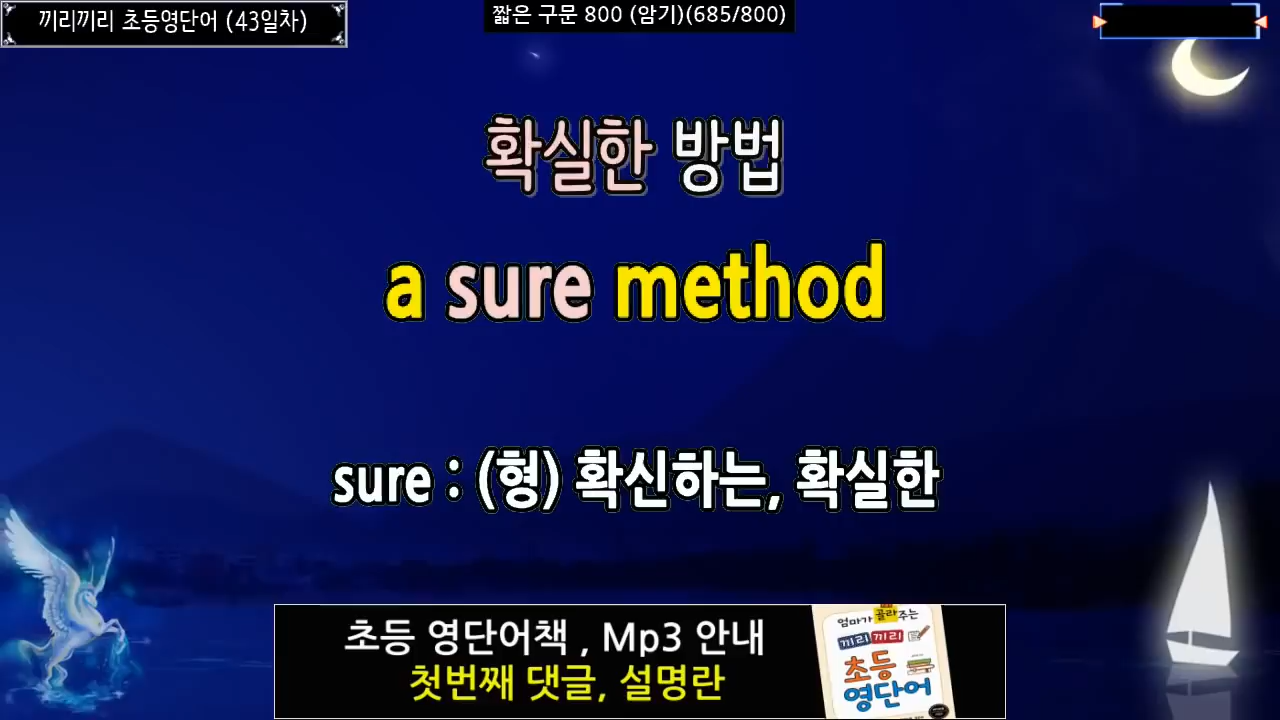 끼리끼리 초등영단어 (43일차)
짧은 구문 800 (암기)(685/800)
확실한 방법
a sure method
sure : (형) 확신하는, 확실한
초등 영단어책 , Mp3 안내
첫번째 댓글, 설명란
엄마가 골라주는
끼리끼리
초등
영단어